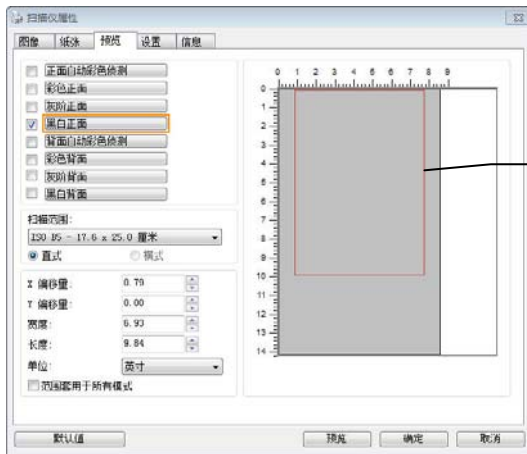 扫描仪属性
图像 纸张 预览 设置 信息
正面自动彩色侦测
彩色正面
灰阶正面
黑白正面
背面自动彩色侦测
彩色背面
灰阶背面
黑白背面
扫描范围:
ISO B5 - 17.6 x 25.0 厘米
直式 横式
X 偏移量: 0.79
Y 偏移量: 0.00
宽度: 6.93
长度: 9.84
单位: 英寸
范围套用于所有模式
0 1 2 3 4 5 6 7 8 9
0
1
2
3
4
5
6
7
8
9
10
11
12
13
14
默认值 预览 确定 取消